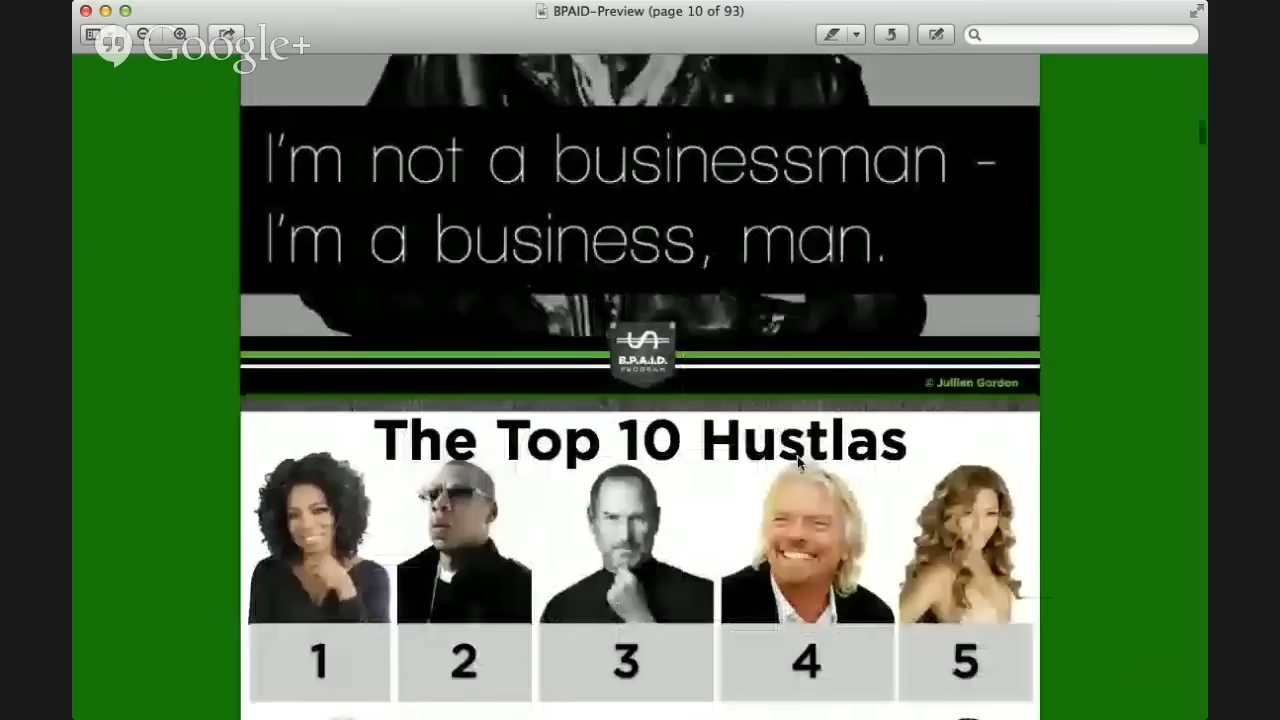 BPAID-Preview (page 10 of 93)
Google+
I'm not a businessman -
I'm a business, man.
B.P.A.I.D.
PROGRAM
© Jullien Gordon
The Top 10 Hustlas
1 2 3 4 5